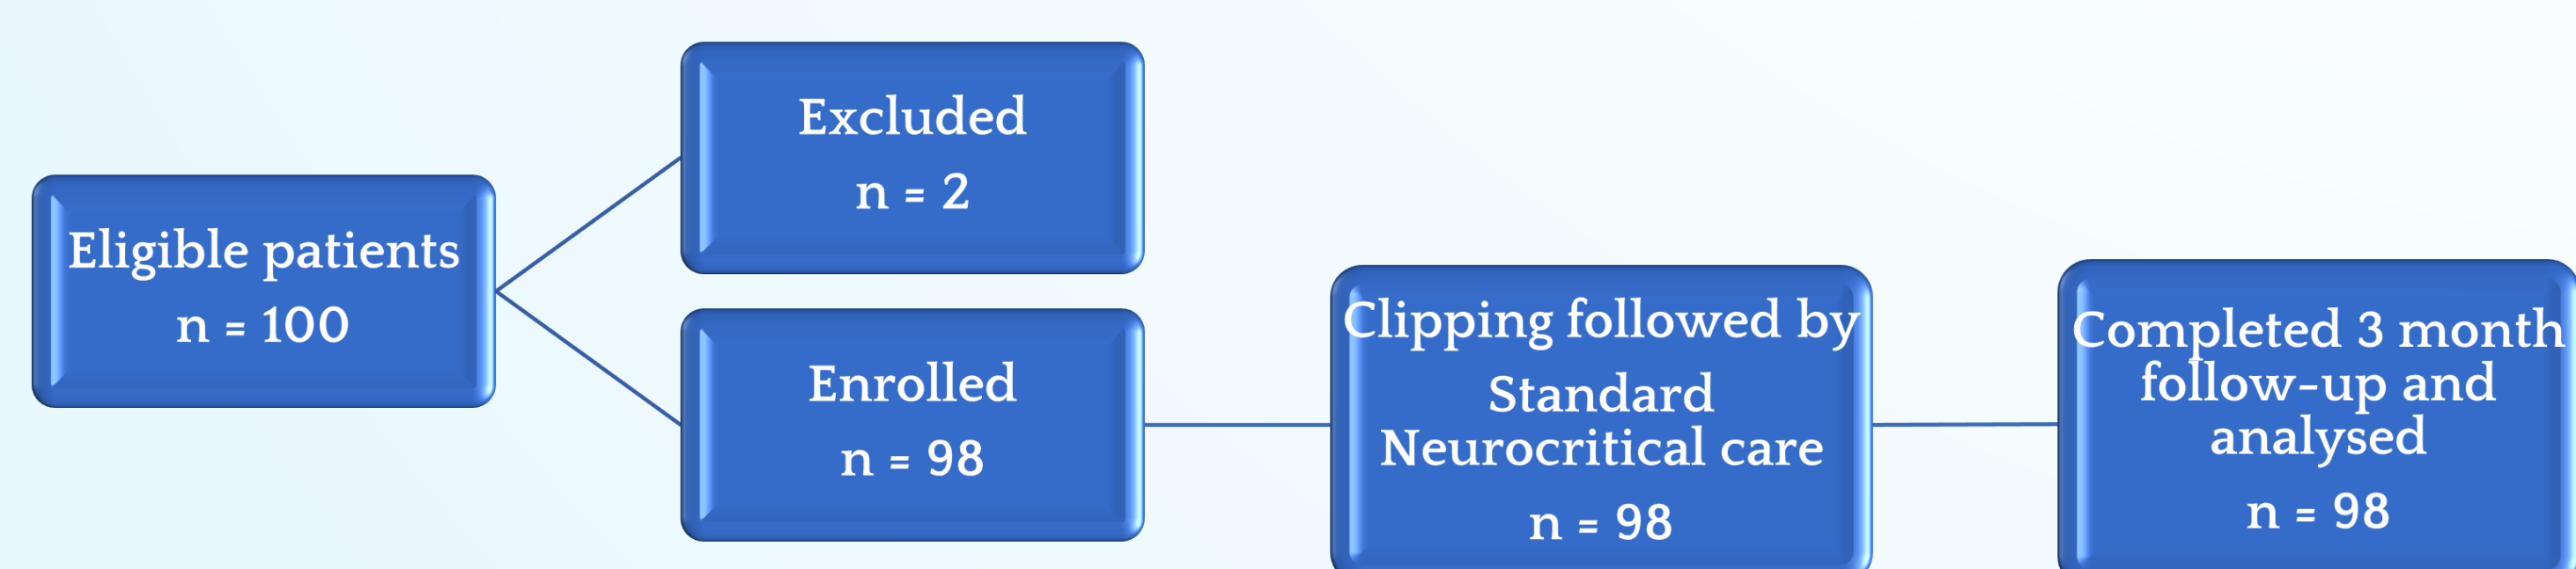 Eligible patients
n = 100
Excluded
n = 2
Enrolled
n = 98
Clipping followed by
Standard
Neurocritical care
n = 98
Completed 3 month
follow-up and
analysed
n = 98